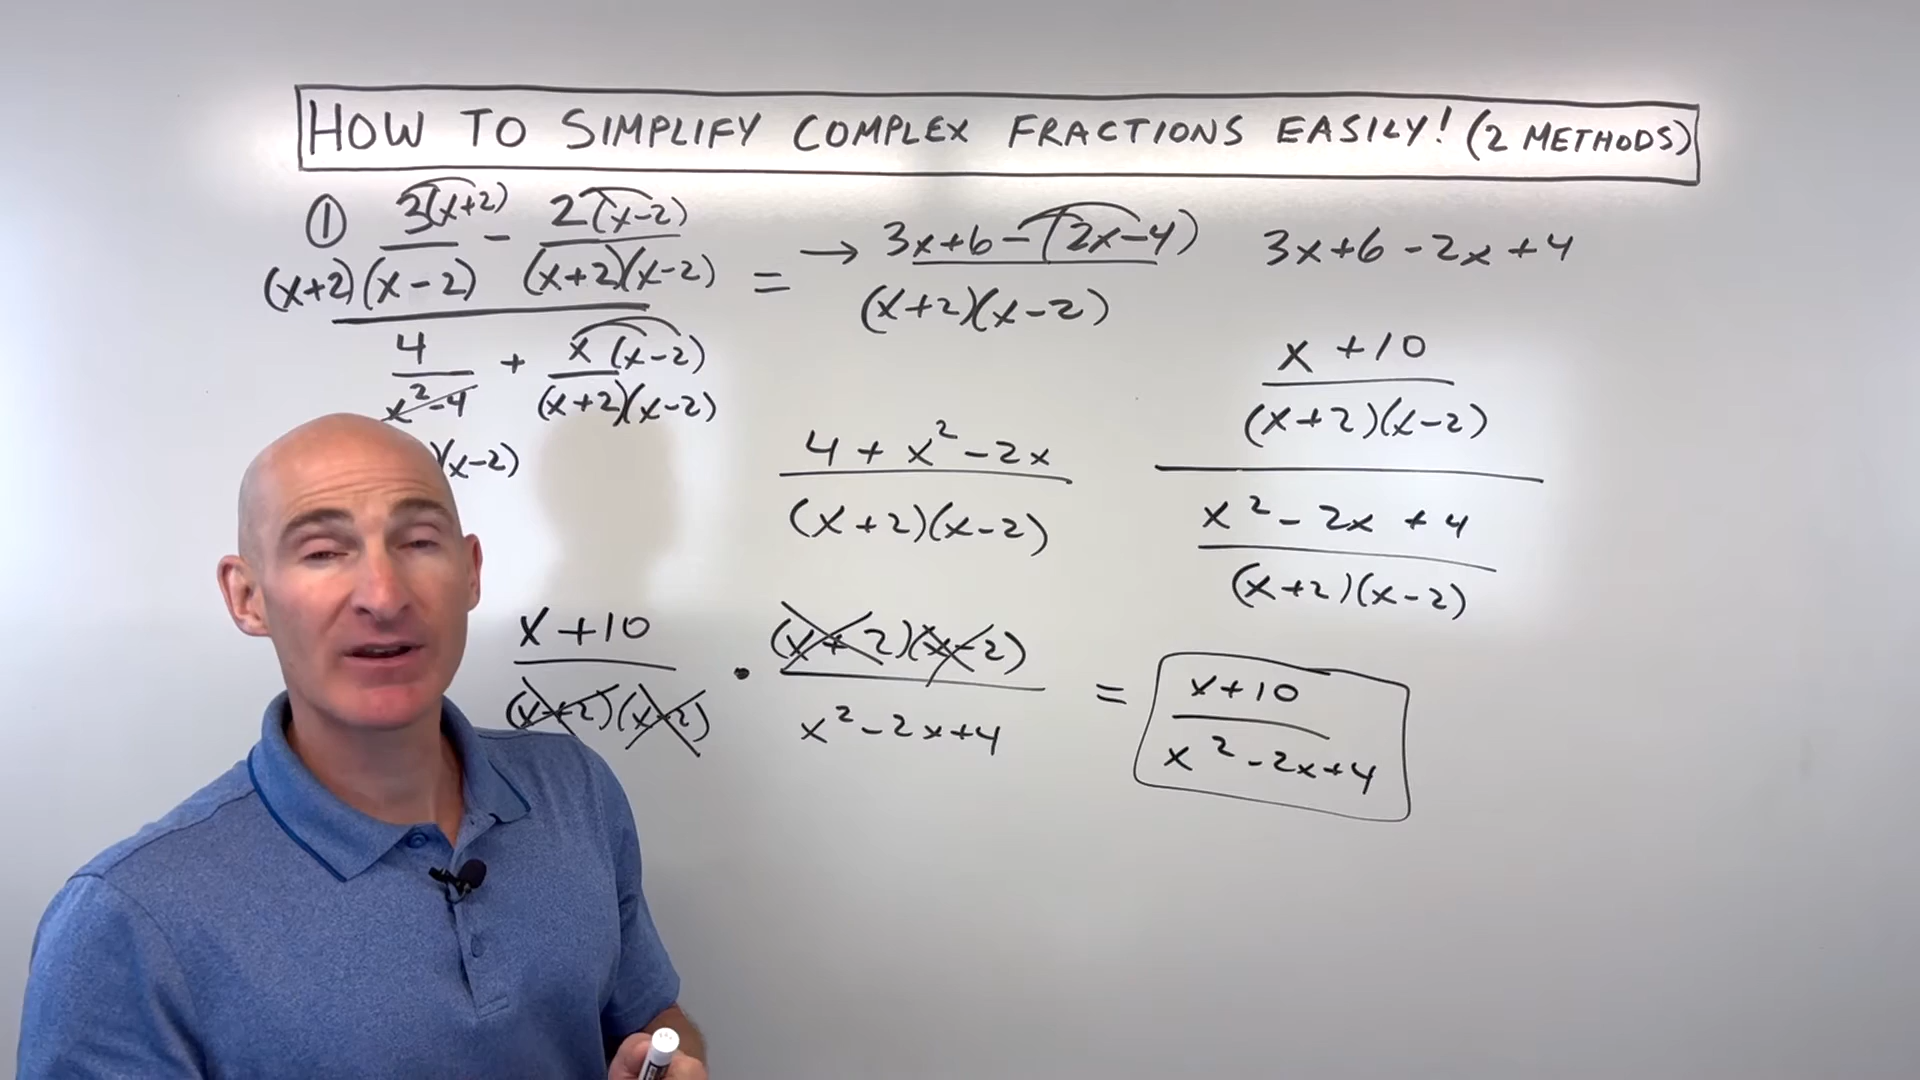 HOW TO SIMPLIFY COMPLEX FRACTIONS EASILY! (2 METHODS)
① 3(x+2) - 2(x-2)
(x+2)(x-2) (x+2)(x-2) =
4 + x(x-2)
x²-4 (x+2)(x-2)
)(x-2)
→ 3x+6-(2x-4)
(x+2)(x-2)
3x+6-2x+4
4+x²-2x
(x+2)(x-2)
x+10
(x+2)(x-2)
x²-2x+4
(x+2)(x-2)
x+10 • (x+2)(x-2) = x+10
(x+2)(x-2) x²-2x+4 x²-2x+4